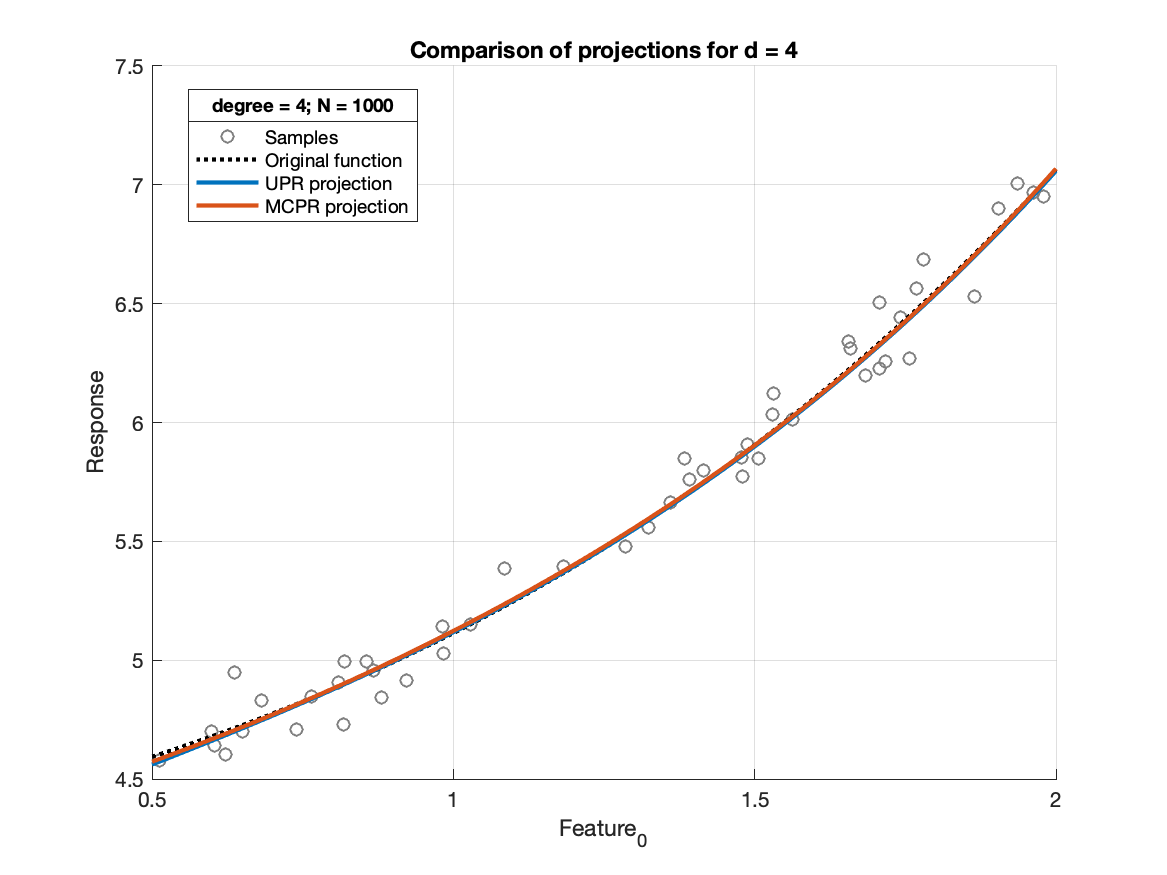 Comparison of projections for d = 4
degree = 4; N = 1000
Samples
Original function
UPR projection
MCPR projection
7.5
7
6.5
6
5.5
5
4.5
Response
0.5
1
1.5
2
Feature0